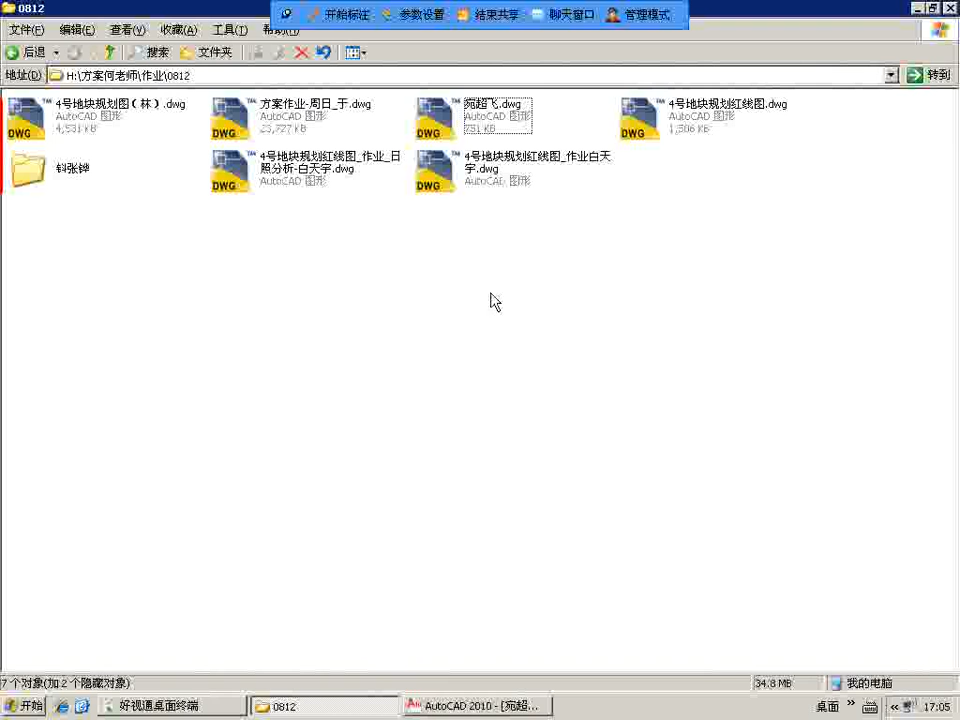 0812
开始标注 参数设置 结束共享 聊天窗口 管理模式
文件(F) 编辑(E) 查看(V) 收藏(A) 工具(T) 帮助(H)
后退 搜索 文件夹
地址(D) H:\方案何老师\作业\0812 转到
4号地块规划图(林).dwg
AutoCAD 图形
4,531 KB
方案作业-周日_于.dwg
AutoCAD 图形
23,727 KB
宛超飞.dwg
AutoCAD 图形
731 KB
4号地块规划红线图.dwg
AutoCAD 图形
1,506 KB
4号地块规划红线图_作业_日
照分析-白天宇.dwg
AutoCAD 图形
4号地块规划红线图_作业白天
宇.dwg
AutoCAD 图形
7 个对象(加 2 个隐藏对象) 34.8 MB 我的电脑
开始 好视通桌面终端 0812 AutoCAD 2010 - [宛超... 桌面 » « 17:05